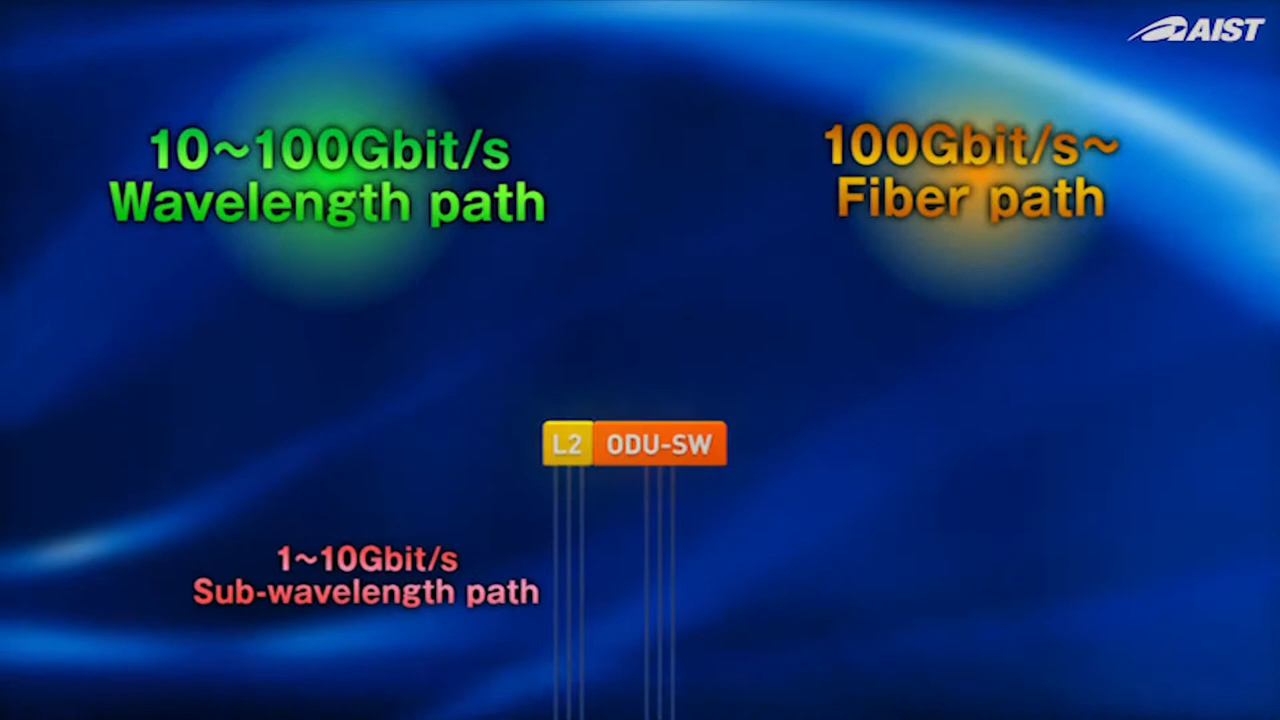 AIST
10~100Gbit/s
Wavelength path
100Gbit/s~
Fiber path
L2 ODU-SW
1~10Gbit/s
Sub-wavelength path